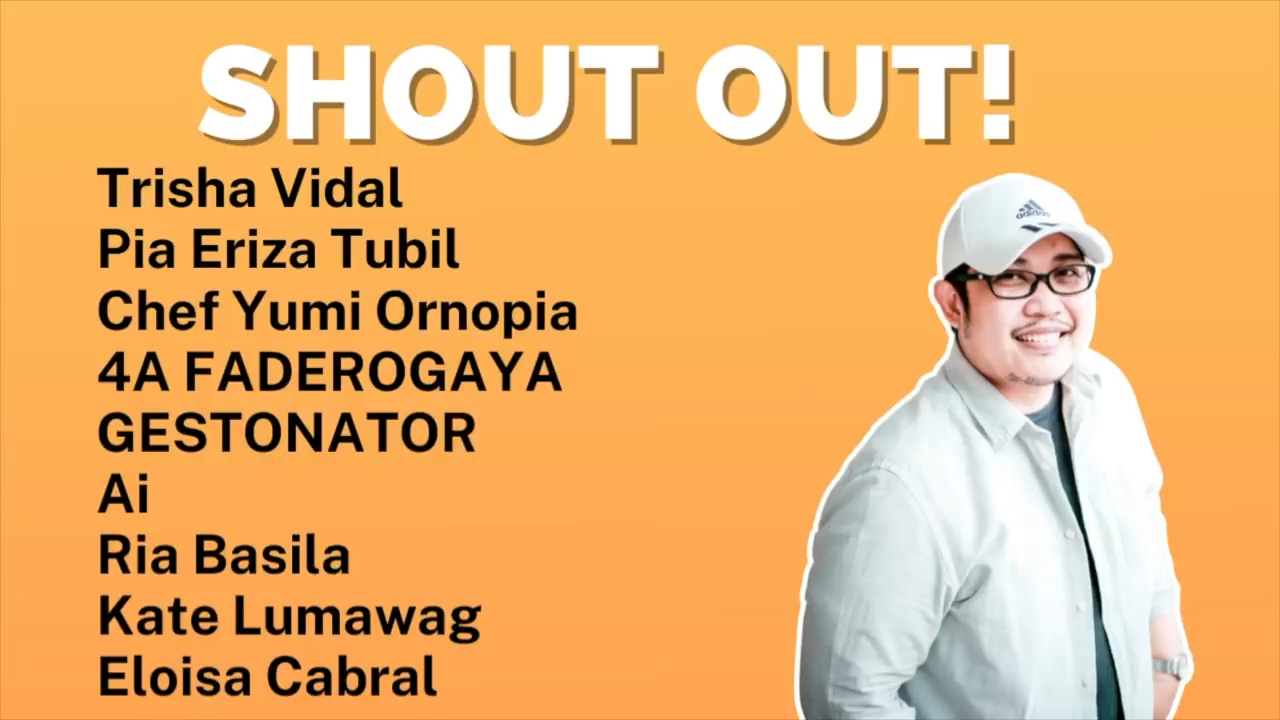 SHOUT OUT!
Trisha Vidal
Pia Eriza Tubil
Chef Yumi Ornopia
4A FADEROGAYA
GESTONATOR
Ai
Ria Basila
Kate Lumawag
Eloisa Cabral
adidas